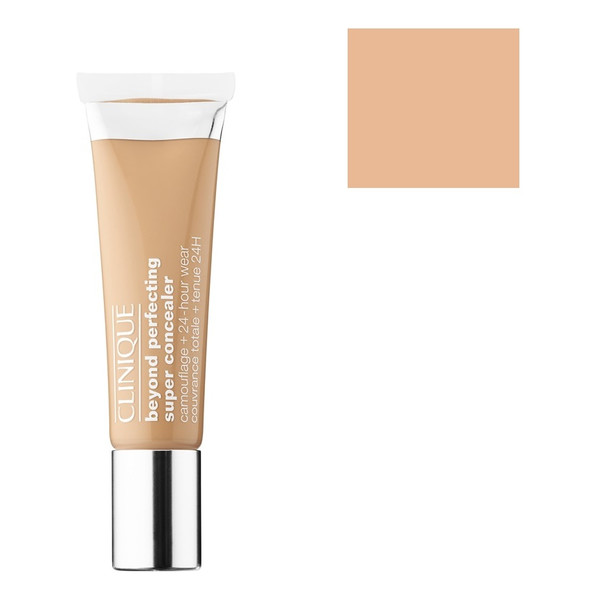 CLINIQUE
beyond perfecting
super concealer
camouflage + 24-hour wear
couvrance totale + tenue 24H